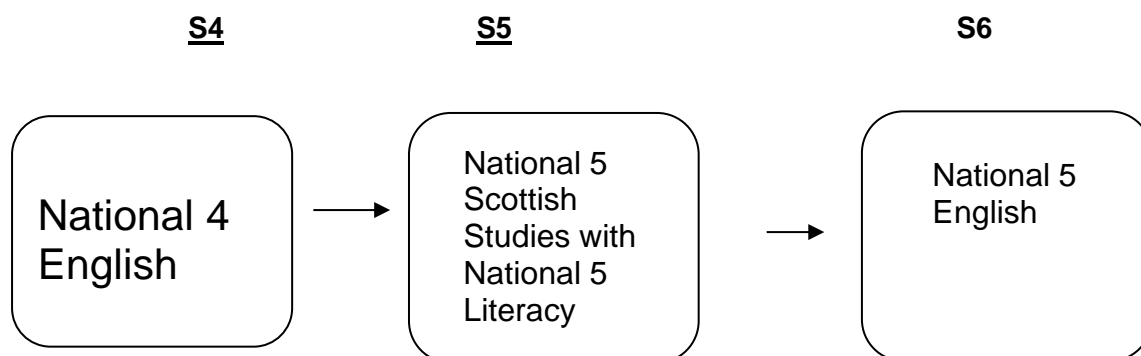 S4 S5 S6
National 4
English
National 5
Scottish
Studies with
National 5
Literacy
National 5
English